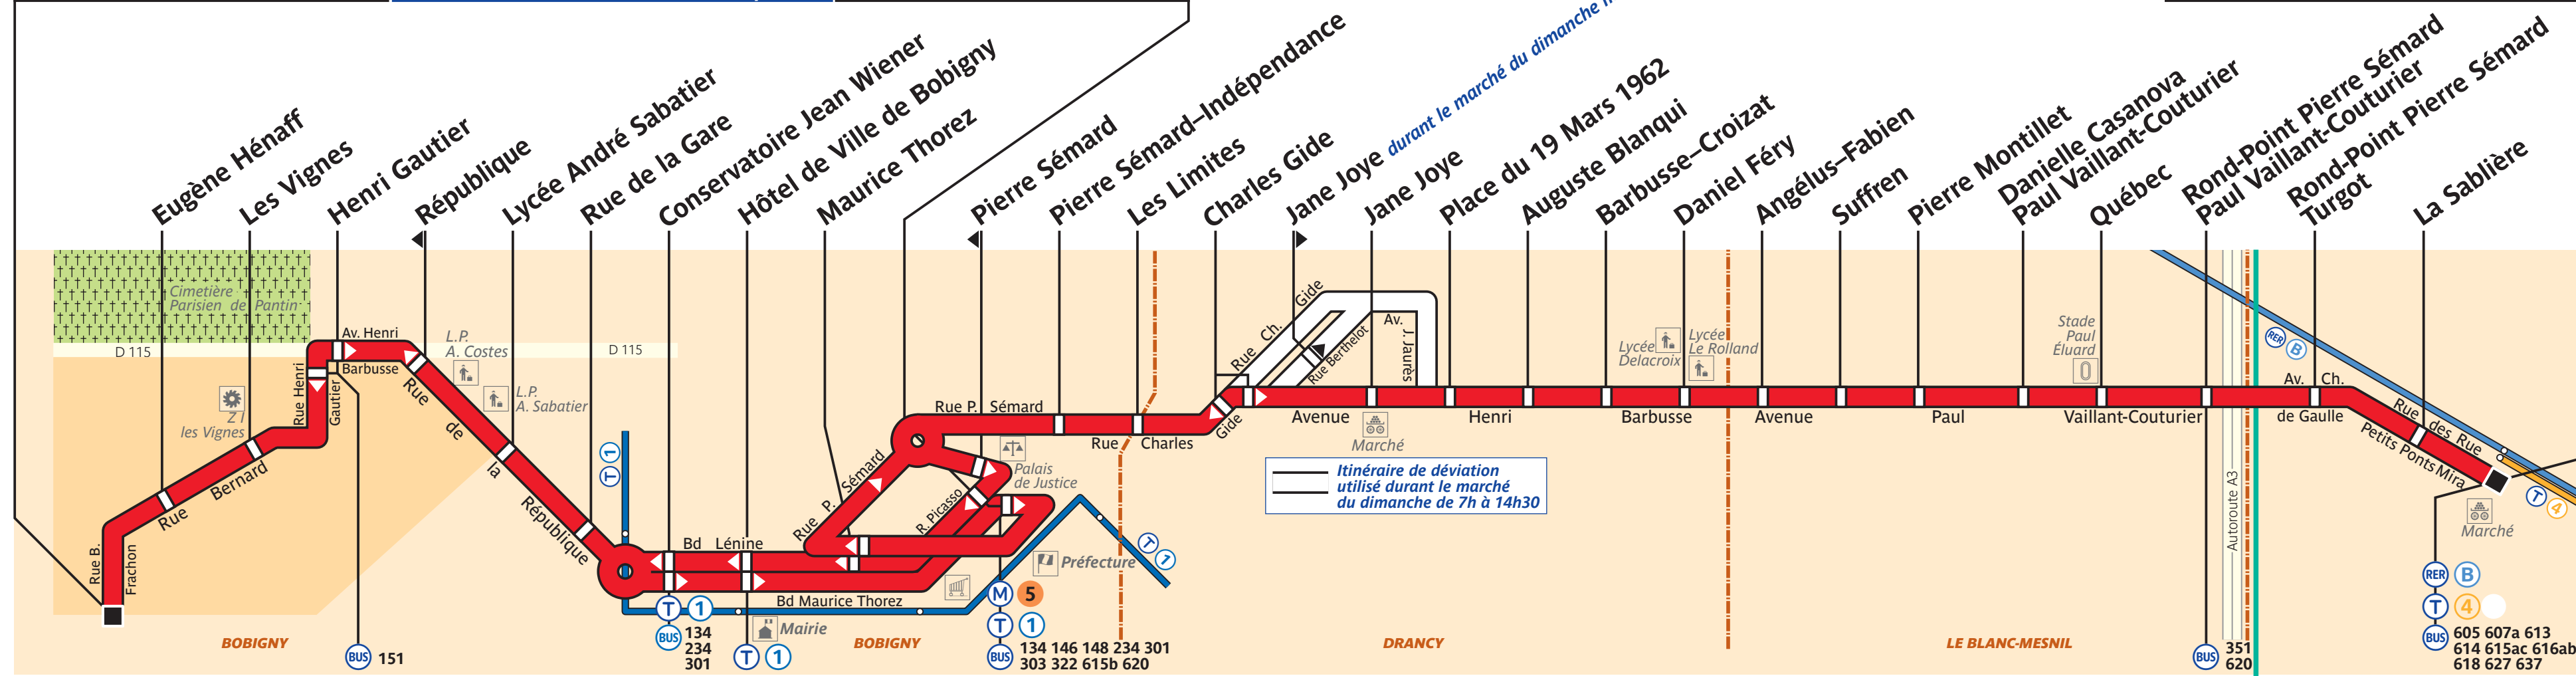 Eugène Hénaff
Les Vignes
Henri Gautier
République
Lycée André Sabatier
Rue de la Gare
Conservatoire Jean Wiener
Hôtel de Ville de Bobigny
Maurice Thorez
Pierre Sémard
Pierre Sémard–Indépendance
Les Limites
Charles Gide
Jane Joye durant le marché du dimanche
Jane Joye
Place du 19 Mars 1962
Auguste Blanqui
Barbusse–Croizat
Daniel Féry
Angélus–Fabien
Suffren
Pierre Montillet
Danielle Casanova
Paul Vaillant-Couturier
Québec
Rond-Point Pierre Sémard
Paul Vaillant-Couturier
Rond-Point Pierre Sémard
Turgot
La Sablière
Cimetière
Parisien de Pantin
D 115
D 115
Av. Henri
Barbusse
Rue Henri
Gautier
L.P.
A. Costes
L.P.
A. Sabatier
Z I
les Vignes
Rue Bernard
Rue B.
Frachon
Rue de la République
T 1
Bd Lénine
Bd Maurice Thorez
Rue P. Sémard
Rue P. Sémard
R. Picasso
Palais
de Justice
Préfecture
Mairie
T 1
Rue Charles
Gide
Rue Ch. Gide
Rue Berthelot
Av.
J. Jaurès
Avenue Henri Barbusse
Marché
Itinéraire de déviation
utilisé durant le marché
du dimanche de 7h à 14h30
Lycée
Delacroix
Lycée
Le Rolland
Avenue Paul Vaillant-Couturier
Stade
Paul
Éluard
RER B
Autoroute A3
Av. Ch.
de Gaulle
Rue des Rue
Petits Ponts Mira
T 4
Marché
BOBIGNY
BUS 151
T 1
BUS 134
234
301
T 1
BOBIGNY
M 5
T 1
BUS 134 146 148 234 301
303 322 615b 620
DRANCY
LE BLANC-MESNIL
BUS 351
620
RER B
T 4
BUS 605 607a 613
614 615ac 616ab
618 627 637